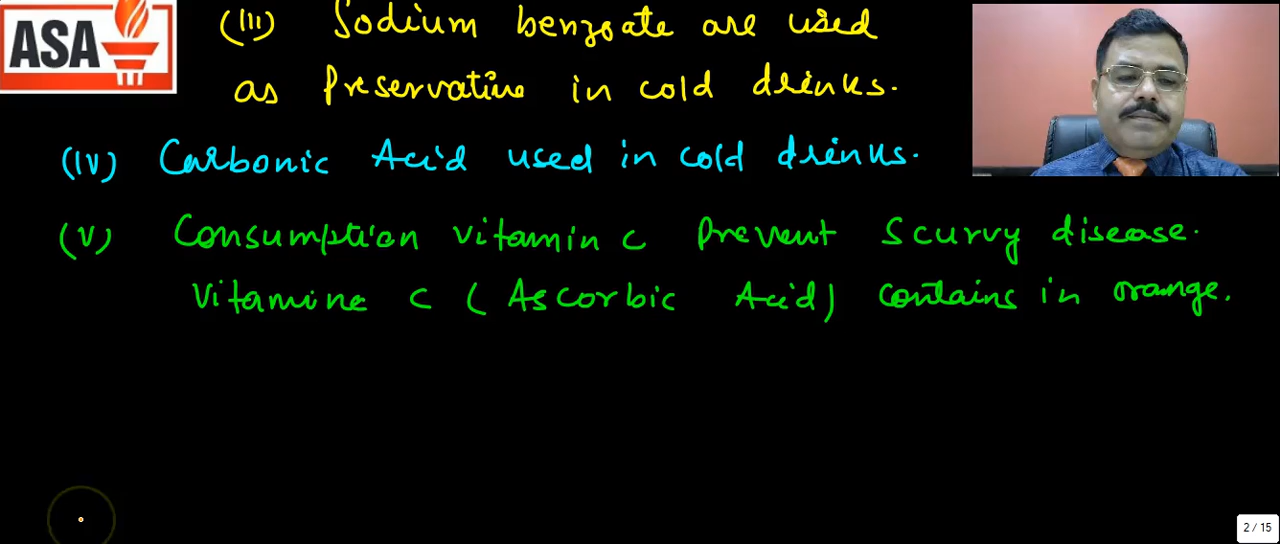 ASA
(III) Sodium benzoate are used
as Preservative in cold drinks.
(IV) Carbonic Acid used in cold drinks.
(V) Consumption vitamin C Prevent Scurvy disease.
Vitamine C (Ascorbic Acid) contains in orange.
2 / 15